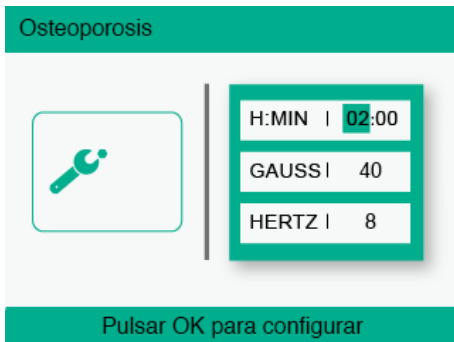 Osteoporosis
H:MIN | 02:00
GAUSS | 40
HERTZ | 8
Pulsar OK para configurar